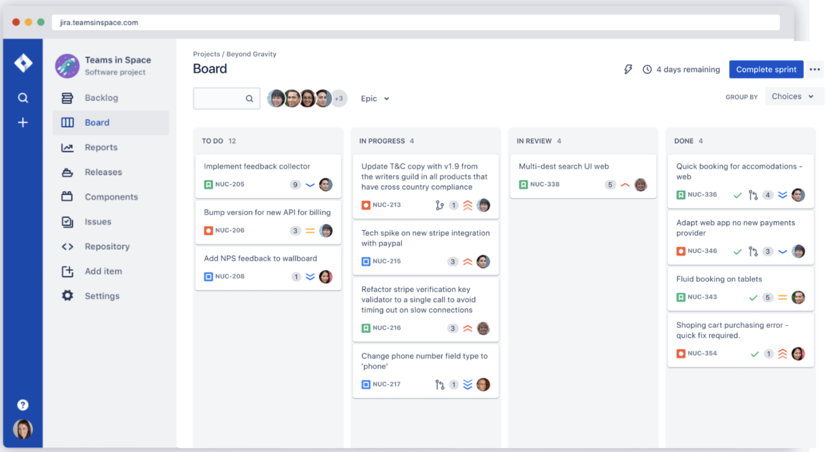 jira.teamsinspace.com
Teams in Space
Software project
Backlog
Board
Reports
Releases
Components
Issues
Repository
Add item
Settings
?
Projects / Beyond Gravity
Board
4 days remaining
Complete sprint
+3
Epic
GROUP BY
Choices
TO DO 12
Implement feedback collector
NUC-205 9
Bump version for new API for billing
NUC-206 3
Add NPS feedback to wallboard
NUC-208 1
IN PROGRESS 4
Update T&C copy with v1.9 from
the writers guild in all products that
have cross country compliance
NUC-213 1
Tech spike on new stripe integration
with paypal
NUC-215 3
Refactor stripe verification key
validator to a single call to avoid
timing out on slow connections
NUC-216 3
Change phone number field type to
'phone'
NUC-217 1
IN REVIEW 4
Multi-dest search UI web
NUC-338 5
DONE 4
Quick booking for accomodations -
web
NUC-336 4
Adapt web app no new payments
provider
NUC-346 3
Fluid booking on tablets
NUC-343 5
Shoping cart purchasing error -
quick fix required.
NUC-354 1